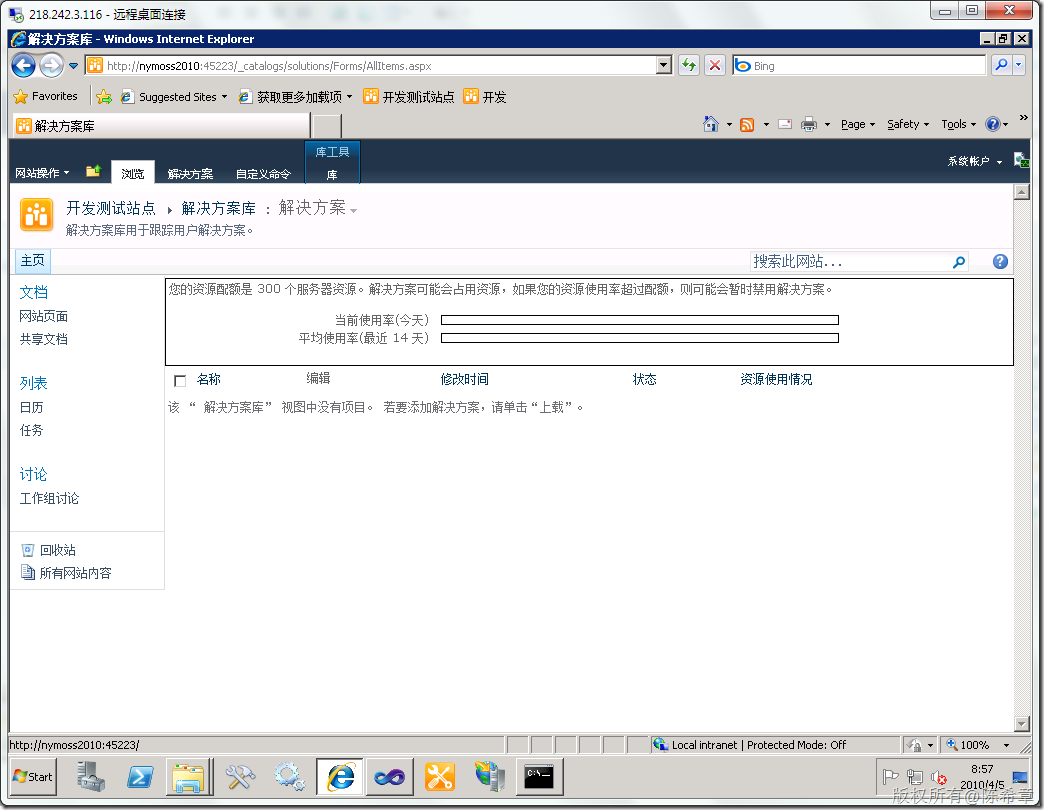 218.242.3.116 - 远程桌面连接
解决方案库 - Windows Internet Explorer
http://nymoss2010:45223/_catalogs/solutions/Forms/AllItems.aspx
Bing
Favorites Suggested Sites 获取更多加载项 开发测试站点 开发
解决方案库
Page Safety Tools
库工具
系统帐户
网站操作 浏览 解决方案 自定义命令 库
开发测试站点 解决方案库 : 解决方案
解决方案库用于跟踪用户解决方案。
主页
搜索此网站...
文档
网站页面
共享文档
列表
日历
任务
讨论
工作组讨论
回收站
所有网站内容
您的资源配额是 300 个服务器资源。解决方案可能会占用资源，如果您的资源使用率超过配额，则可能会暂时禁用解决方案。
当前使用率(今天)
平均使用率(最近 14 天)
名称 编辑 修改时间 状态 资源使用情况
该 “ 解决方案库” 视图中没有项目。 若要添加解决方案，请单击“上载”。
http://nymoss2010:45223/
Local intranet | Protected Mode: Off
100%
Start
C:\_
8:57
2010/4/5
版权所有@陈希章